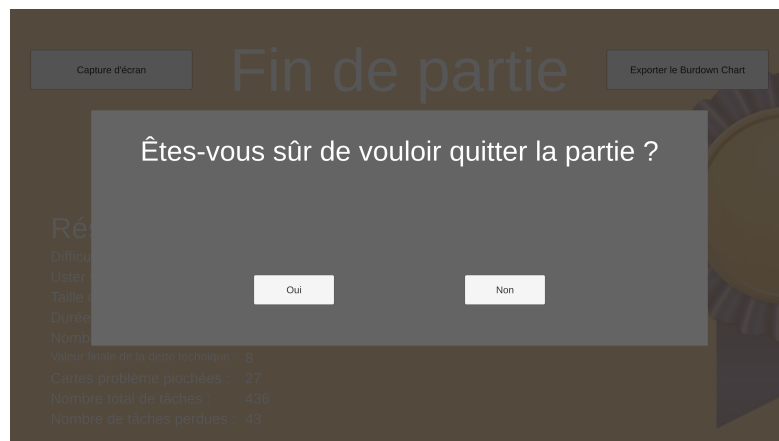 Capture d'écran
Fin de partie
Exporter le Burdown Chart
Êtes-vous sûr de vouloir quitter la partie ?
Oui
Non
Valeur finale de la dette technique : 8
Cartes problème piochées : 27
Nombre total de tâches : 436
Nombre de tâches perdues : 43